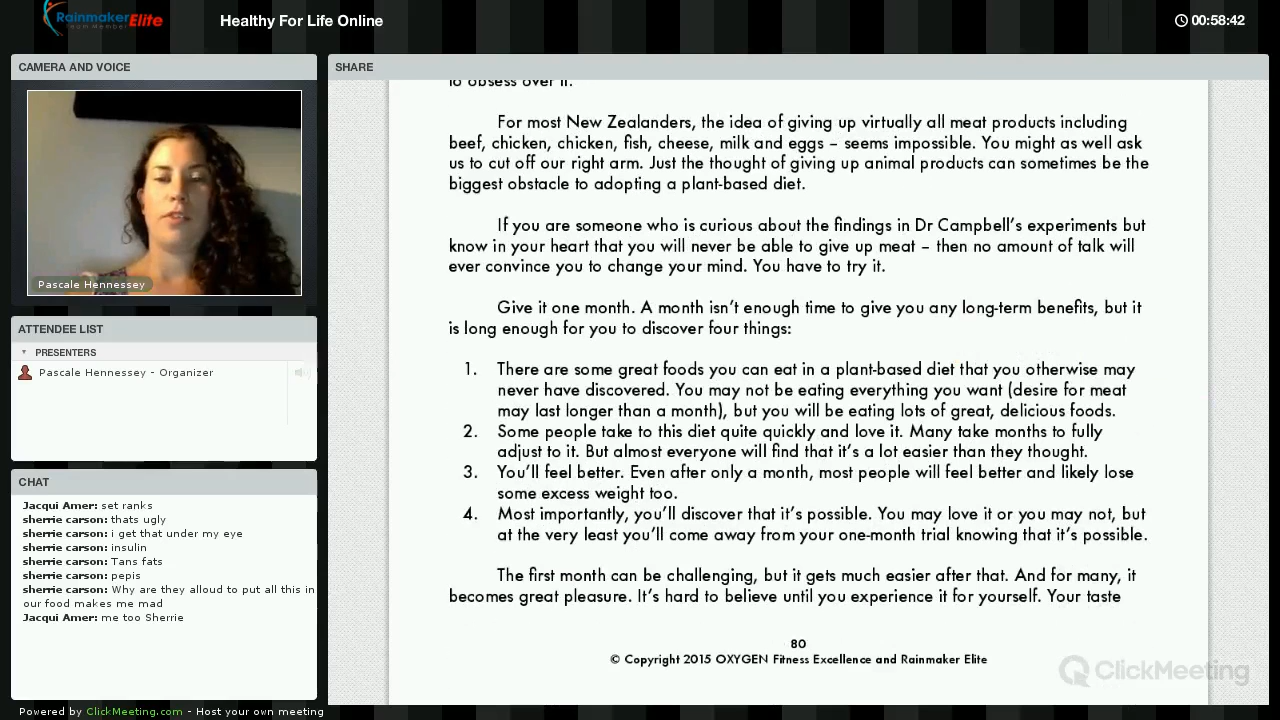 RainmakerElite
Team Member
Healthy For Life Online
00:58:42
CAMERA AND VOICE
Pascale Hennessey
ATTENDEE LIST
PRESENTERS
Pascale Hennessey - Organizer
CHAT
Jacqui Amer: set ranks
sherrie carson: thats ugly
sherrie carson: i get that under my eye
sherrie carson: insulin
sherrie carson: Tans fats
sherrie carson: pepis
sherrie carson: Why are they alloud to put all this in
our food makes me mad
Jacqui Amer: me too Sherrie
Powered by ClickMeeting.com - Host your own meeting
SHARE
to obsess over it.
For most New Zealanders, the idea of giving up virtually all meat products including
beef, chicken, chicken, fish, cheese, milk and eggs – seems impossible. You might as well ask
us to cut off our right arm. Just the thought of giving up animal products can sometimes be the
biggest obstacle to adopting a plant-based diet.
If you are someone who is curious about the findings in Dr Campbell's experiments but
know in your heart that you will never be able to give up meat – then no amount of talk will
ever convince you to change your mind. You have to try it.
Give it one month. A month isn't enough time to give you any long-term benefits, but it
is long enough for you to discover four things:
1. There are some great foods you can eat in a plant-based diet that you otherwise may
never have discovered. You may not be eating everything you want (desire for meat
may last longer than a month), but you will be eating lots of great, delicious foods.
2. Some people take to this diet quite quickly and love it. Many take months to fully
adjust to it. But almost everyone will find that it's a lot easier than they thought.
3. You'll feel better. Even after only a month, most people will feel better and likely lose
some excess weight too.
4. Most importantly, you'll discover that it's possible. You may love it or you may not, but
at the very least you'll come away from your one-month trial knowing that it's possible.
The first month can be challenging, but it gets much easier after that. And for many, it
becomes great pleasure. It's hard to believe until you experience it for yourself. Your taste
80
© Copyright 2015 OXYGEN Fitness Excellence and Rainmaker Elite
ClickMeeting